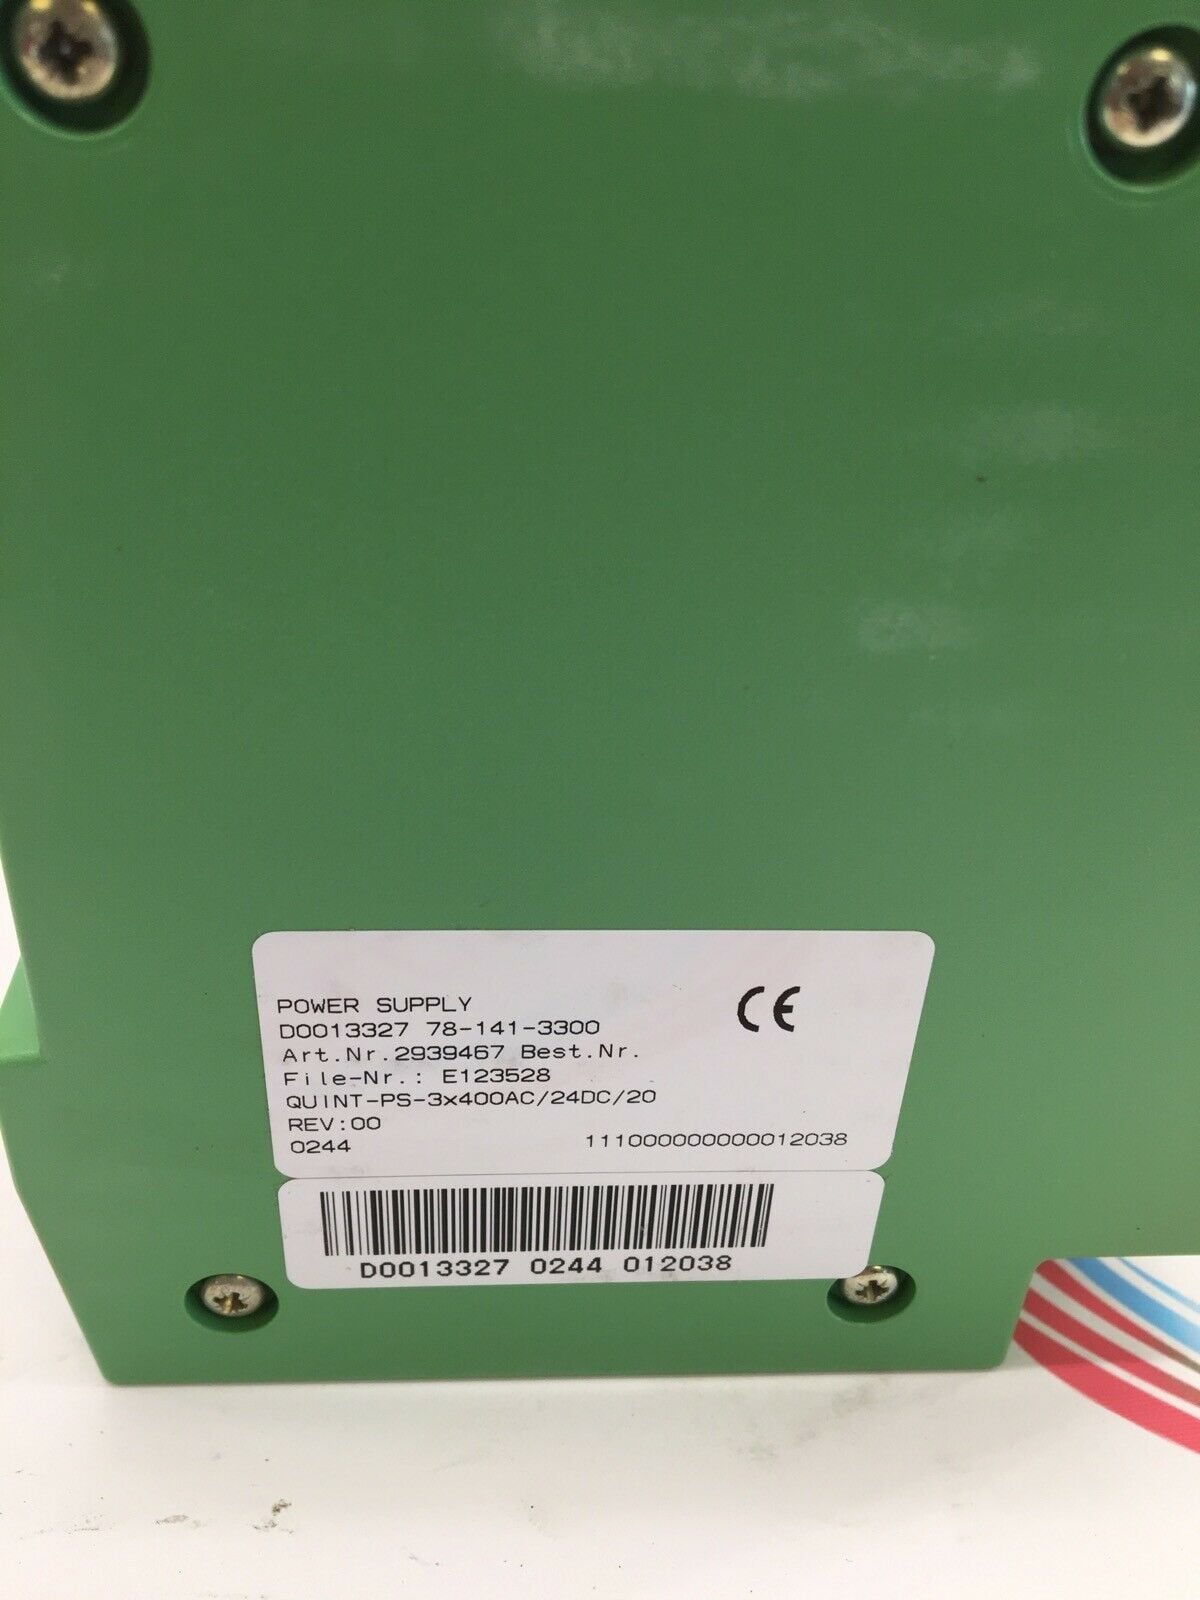 POWER SUPPLY
D0013327 78-141-3300
Art.Nr.2939467 Best.Nr.
File-Nr.: E123528
QUINT-PS-3x400AC/24DC/20
REV:00
0244 111000000000012038
CE
D0013327 0244 012038